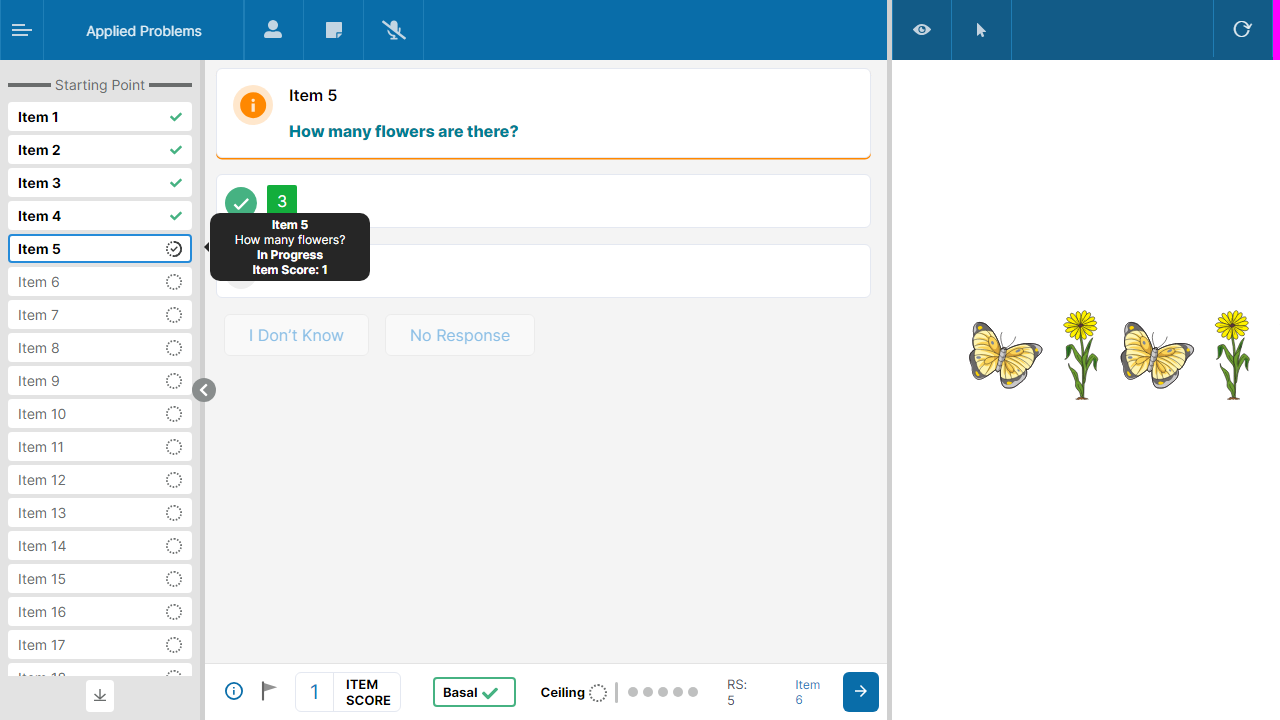 Applied Problems
Starting Point
Item 1
Item 2
Item 3
Item 4
Item 5
Item 6
Item 7
Item 8
Item 9
Item 10
Item 11
Item 12
Item 13
Item 14
Item 15
Item 16
Item 17
Item 18
Item 5
How many flowers are there?
3
Item 5
How many flowers?
In Progress
Item Score: 1
I Don't Know
No Response
1
ITEM
SCORE
Basal
Ceiling
RS:
5
Item
6